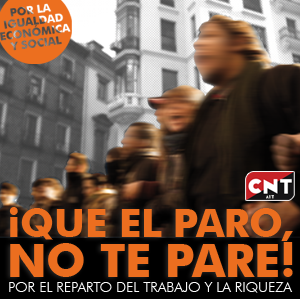 POR LA
IGUALDAD
ECONÓMICA
Y SOCIAL
CNT
AIT
¡QUE EL PARO,
NO TE PARE!
POR EL REPARTO DEL TRABAJO Y LA RIQUEZA